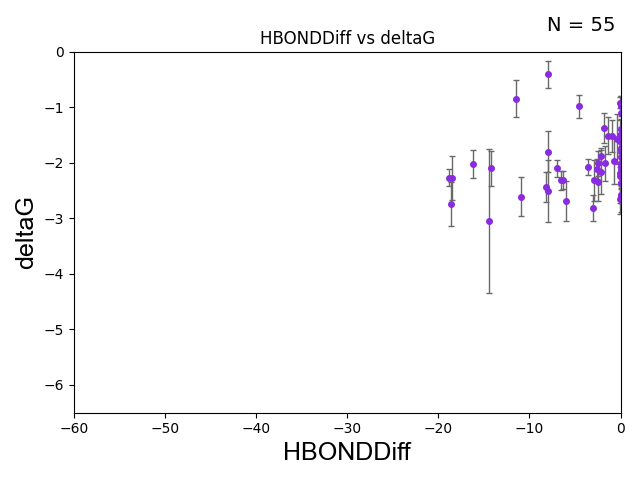 N = 55
HBONDDiff vs deltaG
0
−1
−2
−3
−4
−5
−6
deltaG
−60 −50 −40 −30 −20 −10 0
HBONDDiff